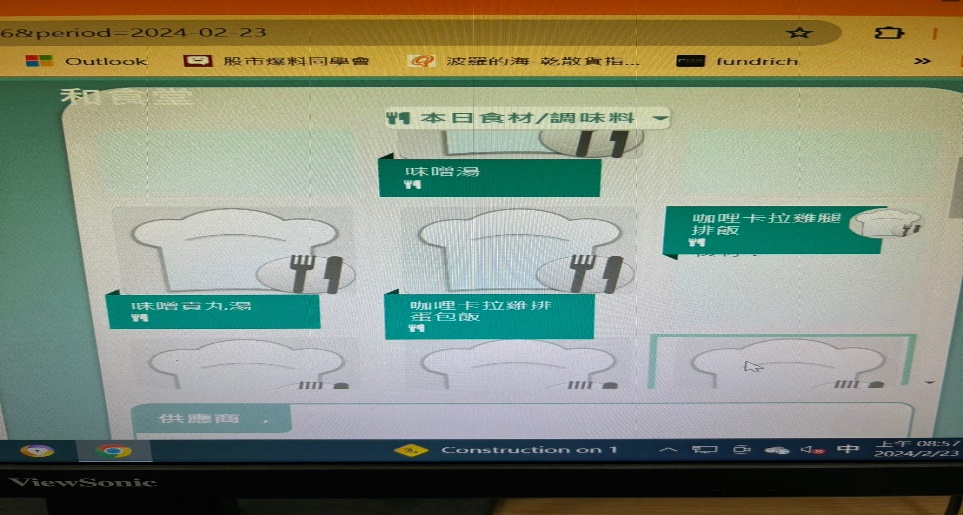 6&period=2024-02-23
Outlook
股市爆料同學會
波羅的海 乾散貨指...
fundrich
»
和食堂
本日食材/調味料
味噌湯
咖哩卡拉雞腿
排飯
味噌貢丸湯
咖哩卡拉雞排
蛋包飯
供應商
Construction on 1
中
上午 08:57
2024/2/23
ViewSonic